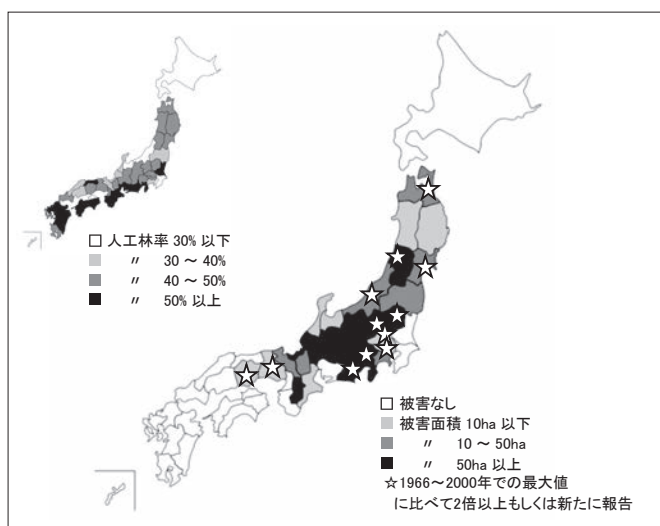 □ 人工林率 30% 以下
■ 〃 30 ～ 40%
■ 〃 40 ～ 50%
■ 〃 50% 以上
□ 被害なし
■ 被害面積 10ha 以下
■ 〃 10 ～ 50ha
■ 〃 50ha 以上
☆1966～2000年での最大値
に比べて2倍以上もしくは新たに報告